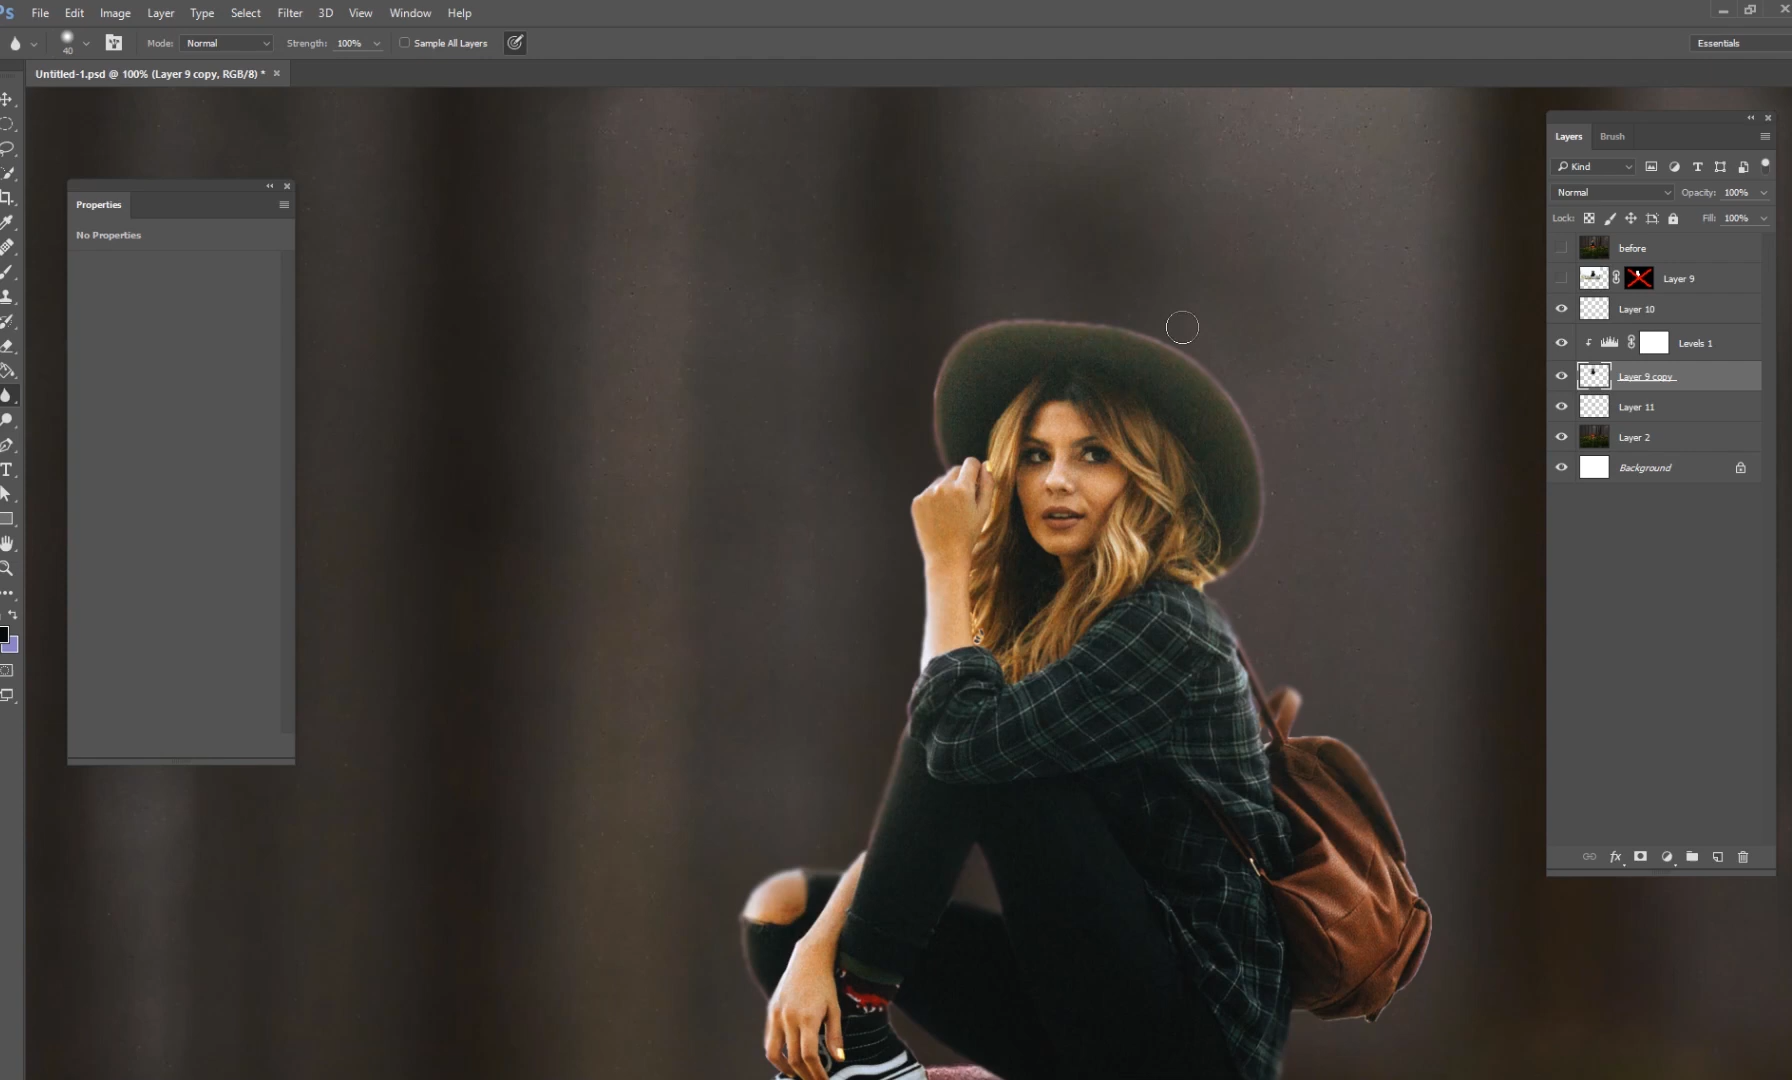 Ps File Edit Image Layer Type Select Filter 3D View Window Help
40 Mode: Normal Strength: 100% Sample All Layers Essentials
Untitled-1.psd @ 100% (Layer 9 copy, RGB/8) *
Properties
No Properties
Layers Brush
Kind
Normal Opacity: 100%
Lock: Fill: 100%
before
Layer 9
Layer 10
Levels 1
Layer 9 copy
Layer 11
Layer 2
Background